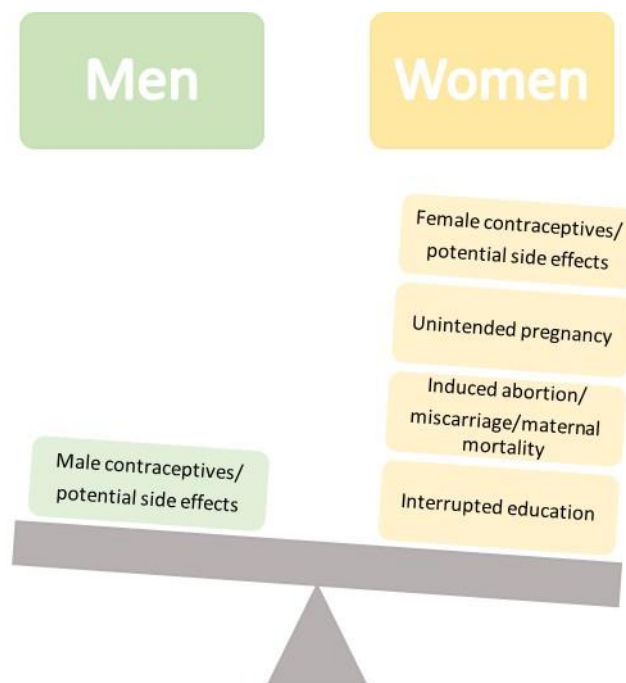 Men
Women
Female contraceptives/
potential side effects
Unintended pregnancy
Induced abortion/
miscarriage/maternal
mortality
Interrupted education
Male contraceptives/
potential side effects